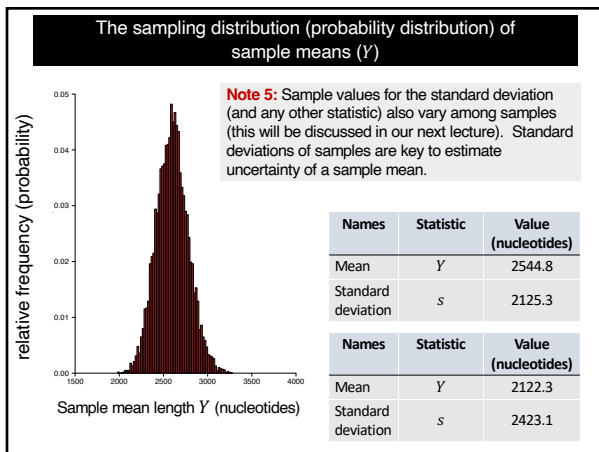 The sampling distribution (probability distribution) of
sample means (Y)
relative frequency (probability)
0.05
0.04
0.03
0.02
0.01
0.00
1500
2000
2500
3000
3500
4000
Sample mean length Y (nucleotides)
Note 5: Sample values for the standard deviation
(and any other statistic) also vary among samples
(this will be discussed in our next lecture). Standard
deviations of samples are key to estimate
uncertainty of a sample mean.
Names Statistic Value
(nucleotides)
Mean Y 2544.8
Standard
deviation s 2125.3
Names Statistic Value
(nucleotides)
Mean Y 2122.3
Standard
deviation s 2423.1